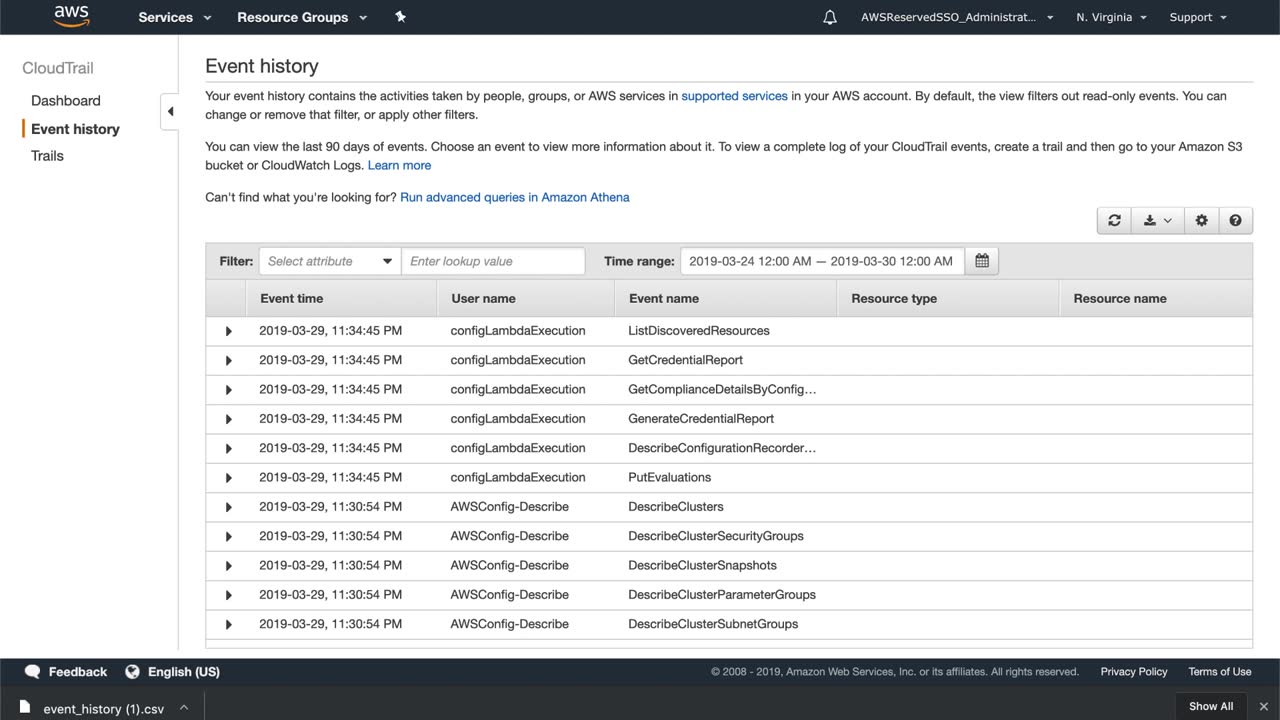 aws Services Resource Groups AWSReservedSSO_Administrat... N. Virginia Support
CloudTrail
Dashboard
Event history
Trails
Event history
Your event history contains the activities taken by people, groups, or AWS services in supported services in your AWS account. By default, the view filters out read-only events. You can
change or remove that filter, or apply other filters.
You can view the last 90 days of events. Choose an event to view more information about it. To view a complete log of your CloudTrail events, create a trail and then go to your Amazon S3
bucket or CloudWatch Logs. Learn more
Can't find what you're looking for? Run advanced queries in Amazon Athena
Filter: Select attribute Enter lookup value Time range: 2019-03-24 12:00 AM — 2019-03-30 12:00 AM
Event time User name Event name Resource type Resource name
2019-03-29, 11:34:45 PM configLambdaExecution ListDiscoveredResources
2019-03-29, 11:34:45 PM configLambdaExecution GetCredentialReport
2019-03-29, 11:34:45 PM configLambdaExecution GetComplianceDetailsByConfig...
2019-03-29, 11:34:45 PM configLambdaExecution GenerateCredentialReport
2019-03-29, 11:34:45 PM configLambdaExecution DescribeConfigurationRecorder...
2019-03-29, 11:34:45 PM configLambdaExecution PutEvaluations
2019-03-29, 11:30:54 PM AWSConfig-Describe DescribeClusters
2019-03-29, 11:30:54 PM AWSConfig-Describe DescribeClusterSecurityGroups
2019-03-29, 11:30:54 PM AWSConfig-Describe DescribeClusterSnapshots
2019-03-29, 11:30:54 PM AWSConfig-Describe DescribeClusterParameterGroups
2019-03-29, 11:30:54 PM AWSConfig-Describe DescribeClusterSubnetGroups
Feedback English (US) © 2008 - 2019, Amazon Web Services, Inc. or its affiliates. All rights reserved. Privacy Policy Terms of Use
event_history (1).csv Show All